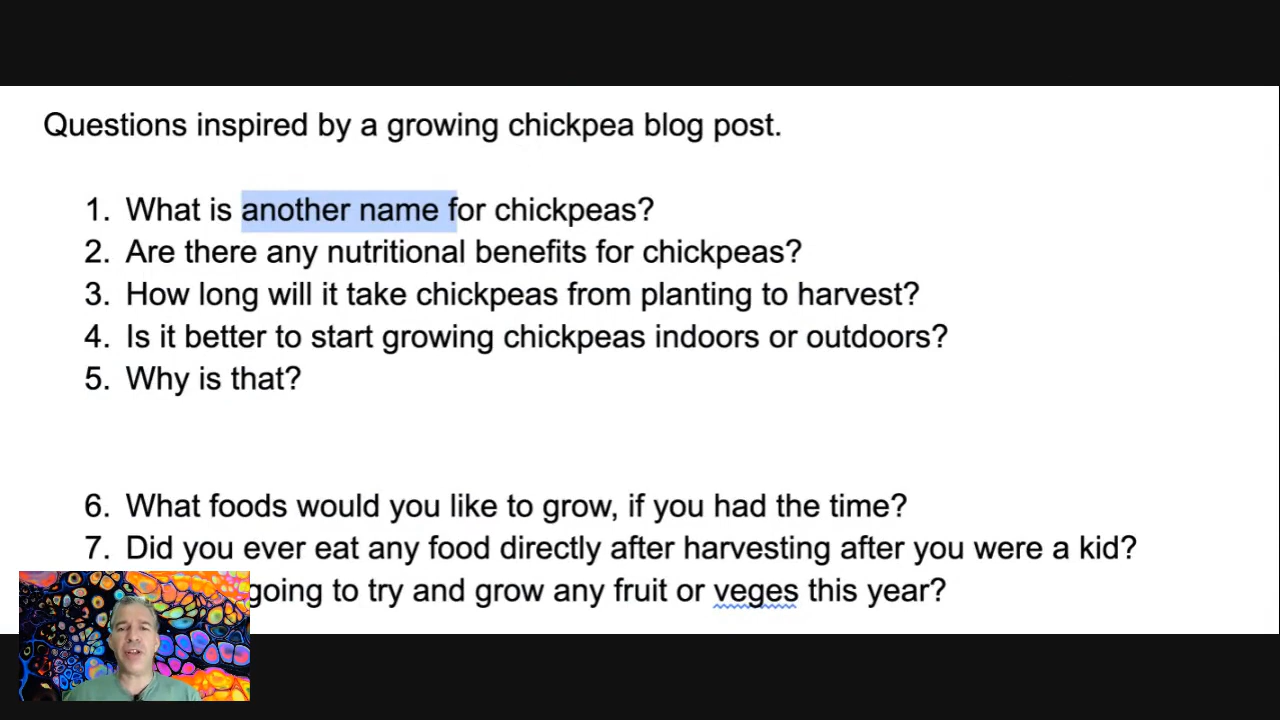 Questions inspired by a growing chickpea blog post.
1. What is another name for chickpeas?
2. Are there any nutritional benefits for chickpeas?
3. How long will it take chickpeas from planting to harvest?
4. Is it better to start growing chickpeas indoors or outdoors?
5. Why is that?
6. What foods would you like to grow, if you had the time?
7. Did you ever eat any food directly after harvesting after you were a kid?
going to try and grow any fruit or veges this year?